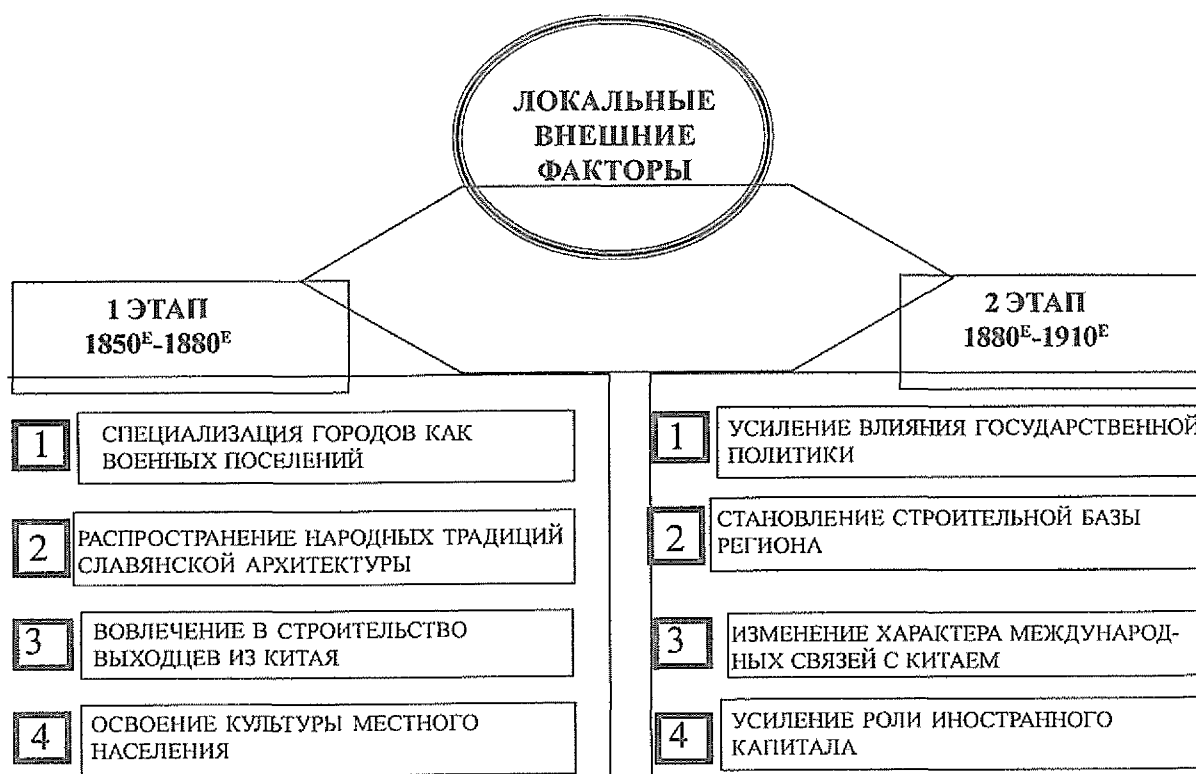 ЛОКАЛЬНЫЕ
ВНЕШНИЕ
ФАКТОРЫ
1 ЭТАП
1850Е-1880Е
1
СПЕЦИАЛИЗАЦИЯ ГОРОДОВ КАК
ВОЕННЫХ ПОСЕЛЕНИЙ
2
РАСПРОСТРАНЕНИЕ НАРОДНЫХ ТРАДИЦИЙ
СЛАВЯНСКОЙ АРХИТЕКТУРЫ
3
ВОВЛЕЧЕНИЕ В СТРОИТЕЛЬСТВО
ВЫХОДЦЕВ ИЗ КИТАЯ
4
ОСВОЕНИЕ КУЛЬТУРЫ МЕСТНОГО
НАСЕЛЕНИЯ
2 ЭТАП
1880Е-1910Е
1
УСИЛЕНИЕ ВЛИЯНИЯ ГОСУДАРСТВЕННОЙ
ПОЛИТИКИ
2
СТАНОВЛЕНИЕ СТРОИТЕЛЬНОЙ БАЗЫ
РЕГИОНА
3
ИЗМЕНЕНИЕ ХАРАКТЕРА МЕЖДУНАРОД-
НЫХ СВЯЗЕЙ С КИТАЕМ
4
УСИЛЕНИЕ РОЛИ ИНОСТРАННОГО
КАПИТАЛА